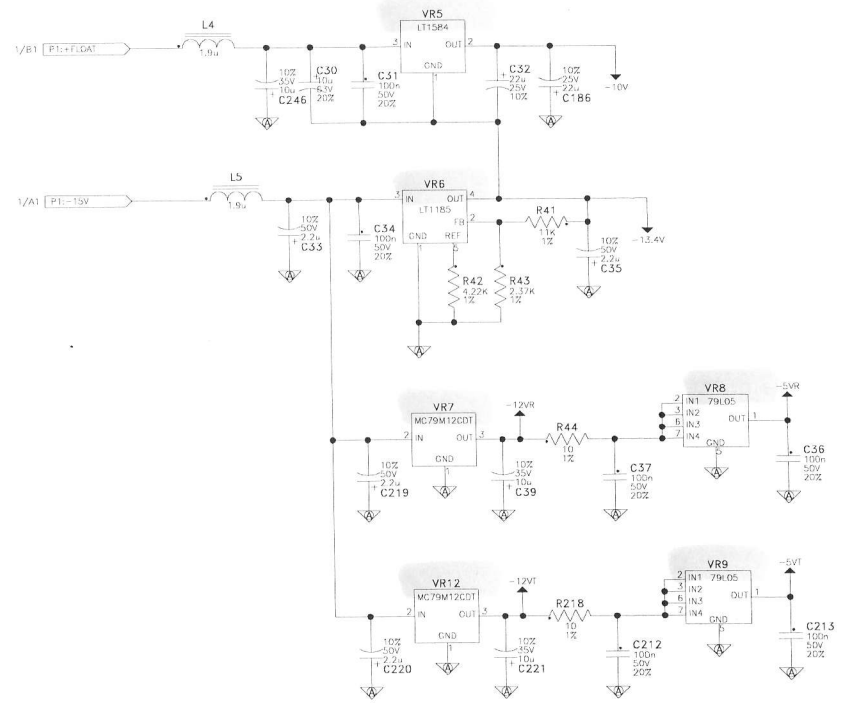 VR5
L4
LT1584
1/B1 P1:+FLOAT
1.9u
3 IN OUT 2
GND
1
10%
35V
10u
+ C246
+ C30
10u
63V
20%
C31
100n
50V
20%
+ C32
22u
25V
10%
10%
25V
22u
+ C186
-10V
A
A
L5
1/A1 P1:-15V
1.9u
VR6
3 IN OUT 4
LT1185
FB 2
GND REF
1 5
R41
11K
1%
10%
50V
2.2u
+ C33
C34
100n
50V
20%
-13.4V
10%
50V
2.2u
+ C35
R42
4.22K
1%
R43
2.37K
1%
A
A
A
A
VR7
MC79M12CDT
2 IN OUT 3
GND
1
-12VR
R44
10
1%
VR8
79L05
2 IN1
3 IN2
6 IN3
7 IN4
OUT 1
GND
5
-5VR
10%
50V
2.2u
+ C219
10%
35V
10u
+ C39
C37
100n
50V
20%
C36
100n
50V
20%
A
A
A
A
A
A
VR12
MC79M12CDT
2 IN OUT 3
GND
1
-12VT
R218
10
1%
VR9
79L05
2 IN1
3 IN2
6 IN3
7 IN4
OUT 1
GND
5
-5VT
10%
50V
2.2u
+ C220
10%
35V
10u
+ C221
C212
100n
50V
20%
C213
100n
50V
20%
A
A
A
A
A
A